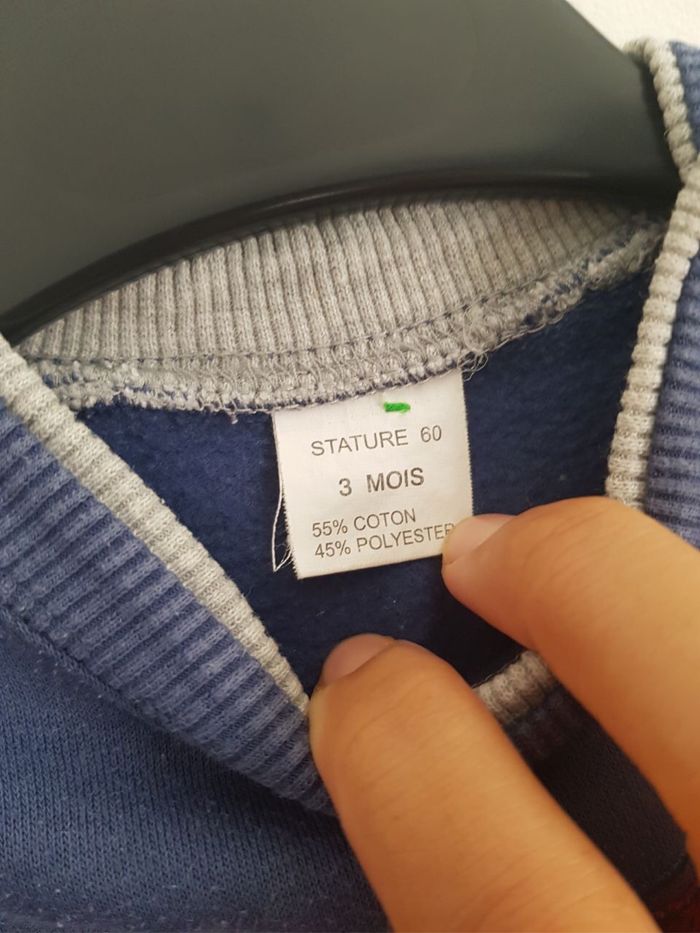 STATURE 60
3 MOIS
55% COTON
45% POLYESTER